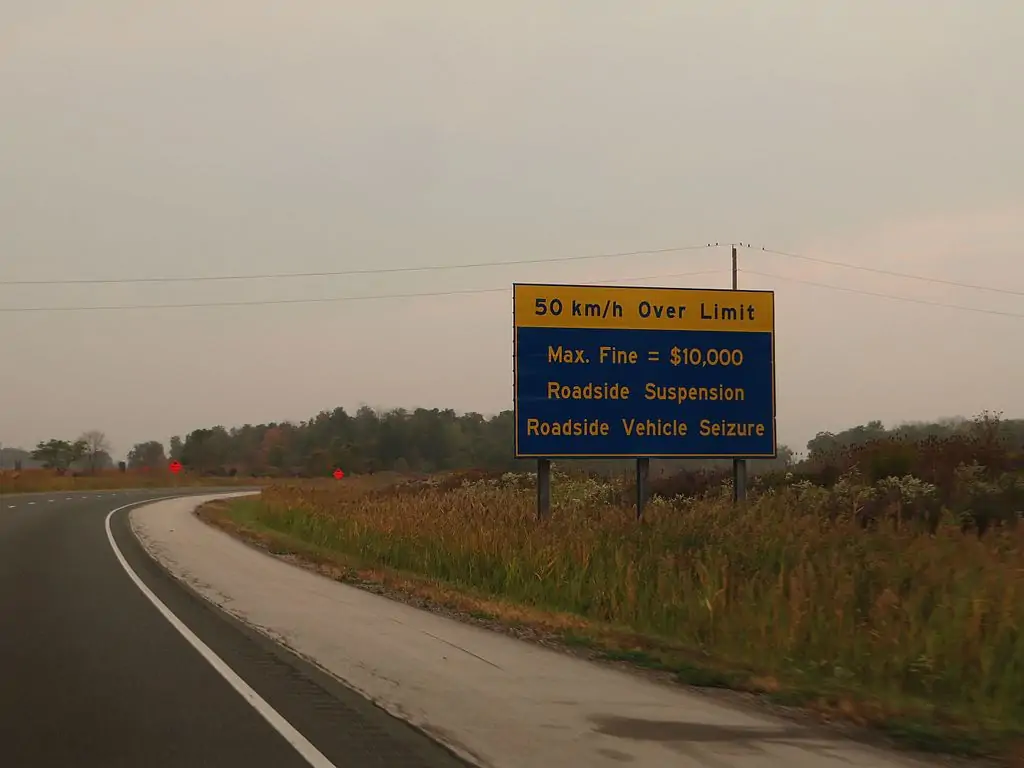 50 km/h Over Limit
Max. Fine = $10,000
Roadside Suspension
Roadside Vehicle Seizure